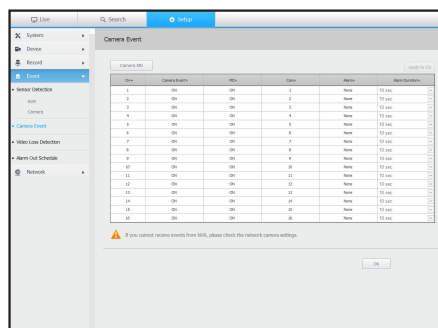 Live
Search
Setup
System
Device
Record
Event
Sensor Detection
NVR
Camera
Camera Event
Video Loss Detection
Alarm Out Schedule
Network
Camera Event
Camera MD
Apply to CH
CH Camera Event MD Cam Alarm Alarm Duration
1 ON ON 1 None 10 sec
2 ON ON 2 None 10 sec
3 ON ON 3 None 10 sec
4 ON ON 4 None 10 sec
5 ON ON 5 None 10 sec
6 ON ON 6 None 10 sec
7 ON ON 7 None 10 sec
8 ON ON 8 None 10 sec
9 ON ON 9 None 10 sec
10 ON ON 10 None 10 sec
11 ON ON 11 None 10 sec
12 ON ON 12 None 10 sec
13 ON ON 13 None 10 sec
14 ON ON 14 None 10 sec
15 ON ON 15 None 10 sec
16 ON ON 16 None 10 sec
If you cannot receive events from NVR, please check the network camera settings.
OK